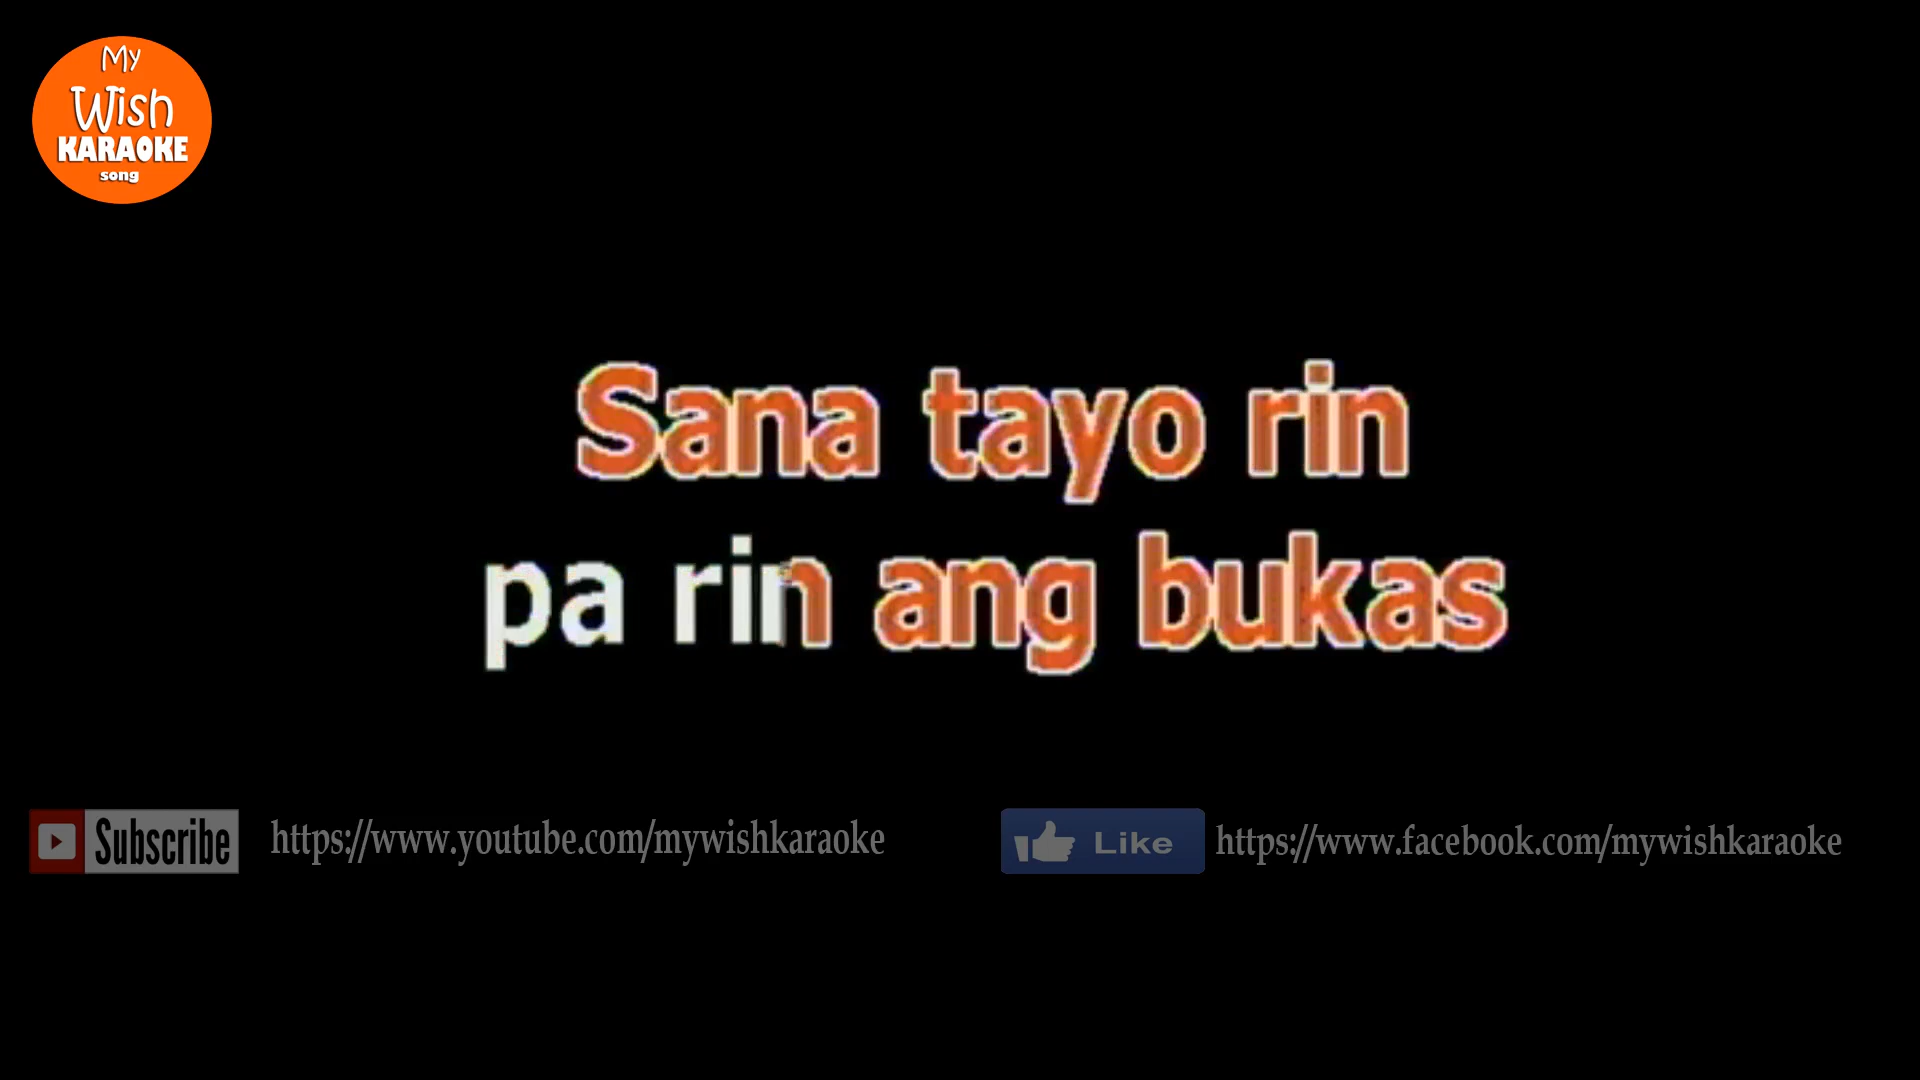 My
Wish
KARAOKE
song
Sana tayo rin
pa rin ang bukas
Subscribe https://www.youtube.com/mywishkaraoke
Like https://www.facebook.com/mywishkaraoke